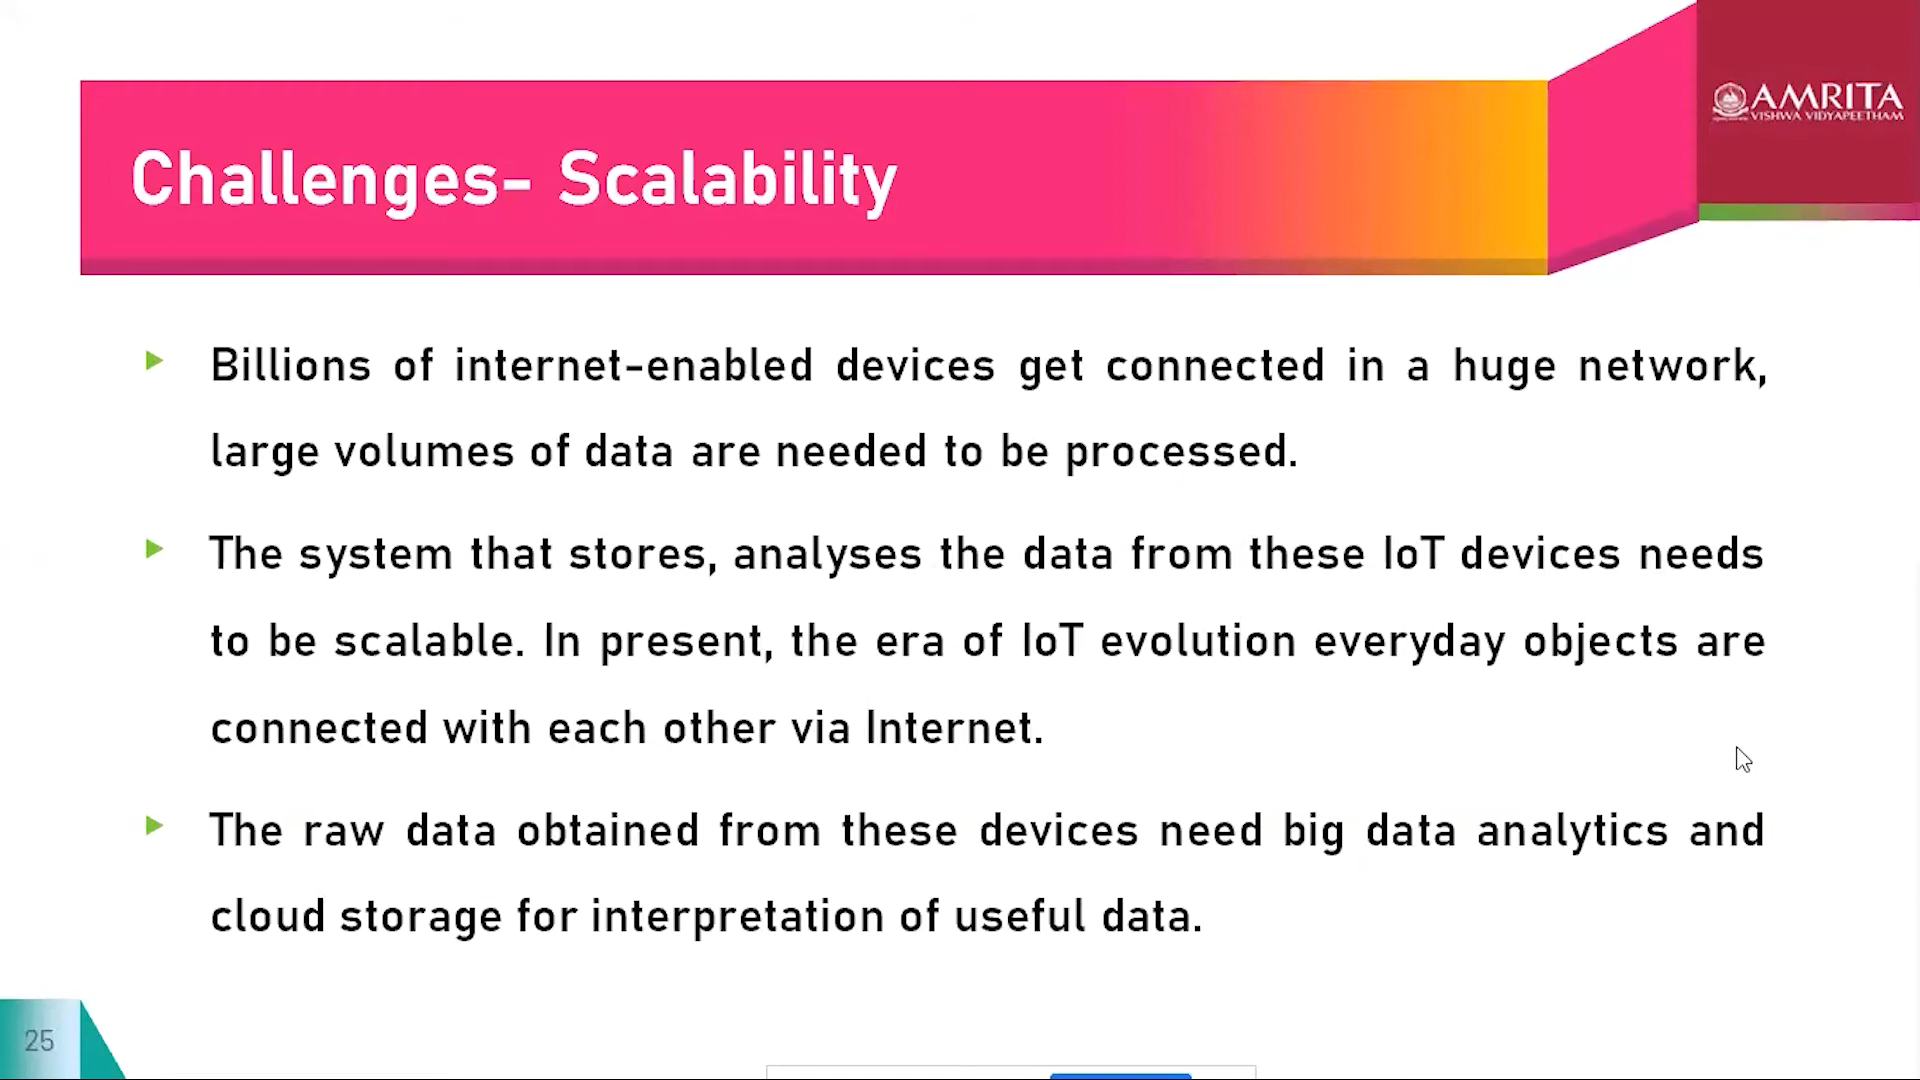 AMRITA
VISHWA VIDYAPEETHAM
Challenges- Scalability
Billions of internet-enabled devices get connected in a huge network,
large volumes of data are needed to be processed.
The system that stores, analyses the data from these IoT devices needs
to be scalable. In present, the era of IoT evolution everyday objects are
connected with each other via Internet.
The raw data obtained from these devices need big data analytics and
cloud storage for interpretation of useful data.
25